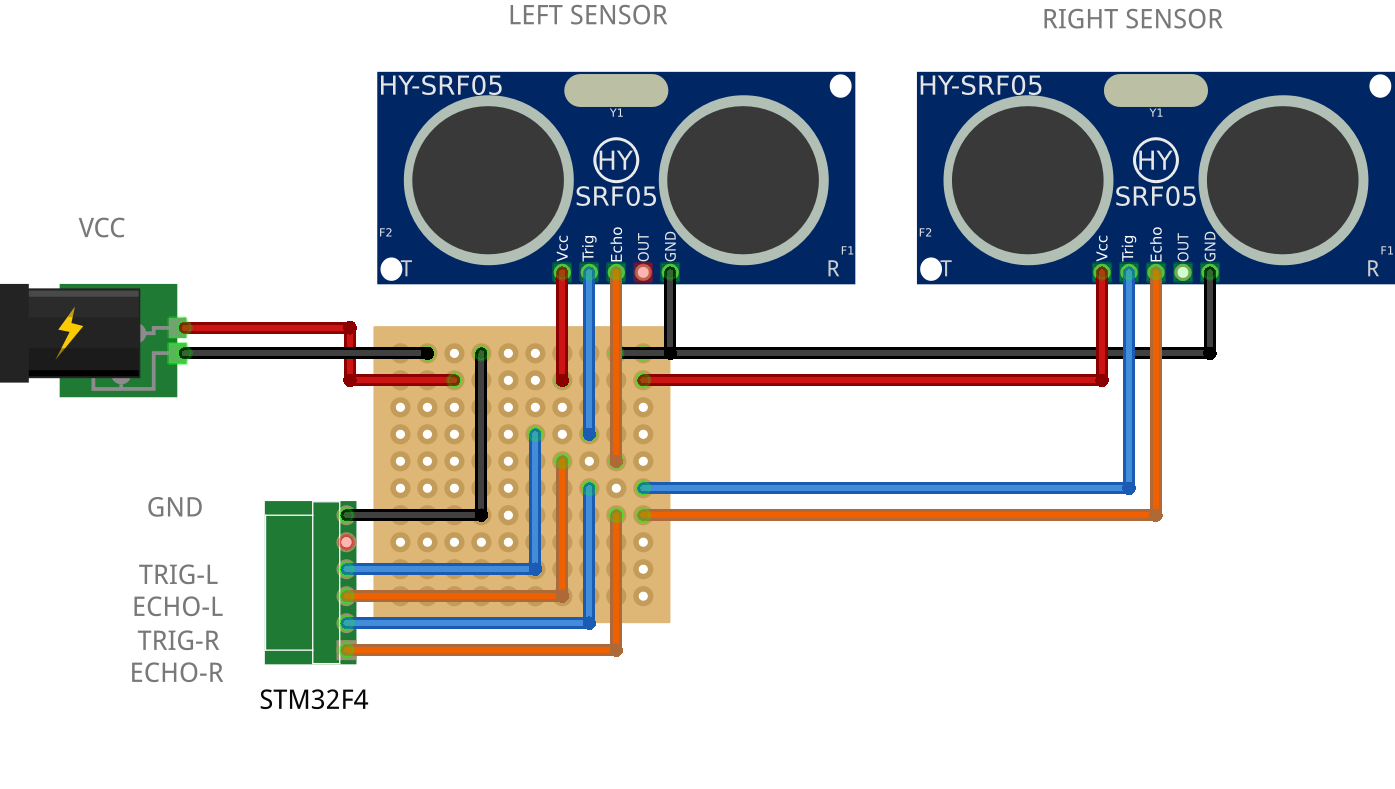 LEFT SENSOR
RIGHT SENSOR
HY-SRF05
Y1
HY
SRF05
F2
T
Vcc
Trig
Echo
OUT
GND
F1
R
HY-SRF05
Y1
HY
SRF05
F2
T
Vcc
Trig
Echo
OUT
GND
F1
R
VCC
GND
TRIG-L
ECHO-L
TRIG-R
ECHO-R
STM32F4